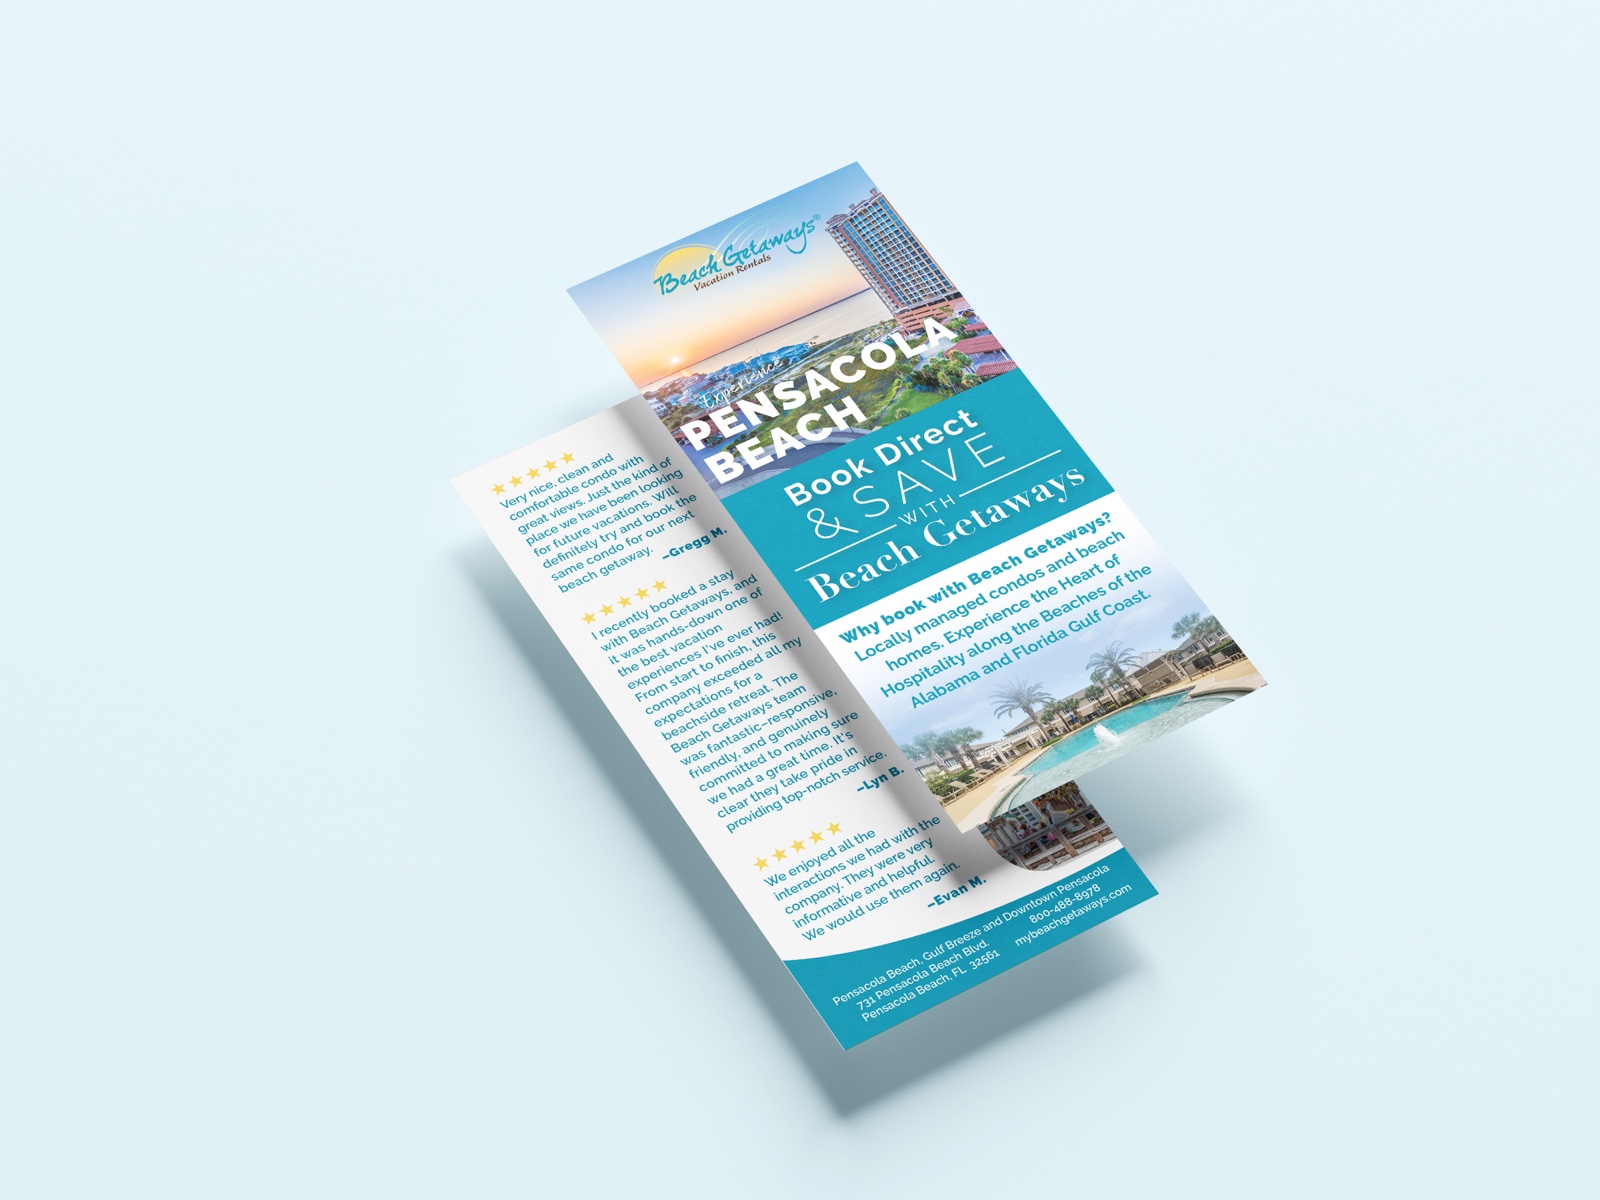 Beach Getaways®
Vacation Rentals
Experience
PENSACOLA
BEACH
Book Direct
& SAVE
WITH
Beach Getaways
Why book with Beach Getaways?
Locally managed condos and beach
homes. Experience the Heart of
Hospitality along the Beaches of the
Alabama and Florida Gulf Coast.
Very nice, clean and
comfortable condo with
great views. Just the kind of
place we have been looking
for future vacations. Will
definitely try and book the
same condo for our next
beach getaway.
–Gregg M.
I recently booked a stay
with Beach Getaways, and
it was hands-down one of
the best vacation
experiences I've ever had!
From start to finish, this
company exceeded all my
expectations for a
beachside retreat. The
Beach Getaways team
was fantastic–responsive,
friendly, and genuinely
committed to making sure
we had a great time. It's
clear they take pride in
providing top-notch service.
–Lyn B.
We enjoyed all the
interactions we had with the
company. They were very
informative and helpful.
We would use them again.
–Evan M.
Pensacola Beach, Gulf Breeze and Downtown Pensacola
731 Pensacola Beach Blvd. 800-488-8978
Pensacola Beach, FL 32561 mybeachgetaways.com